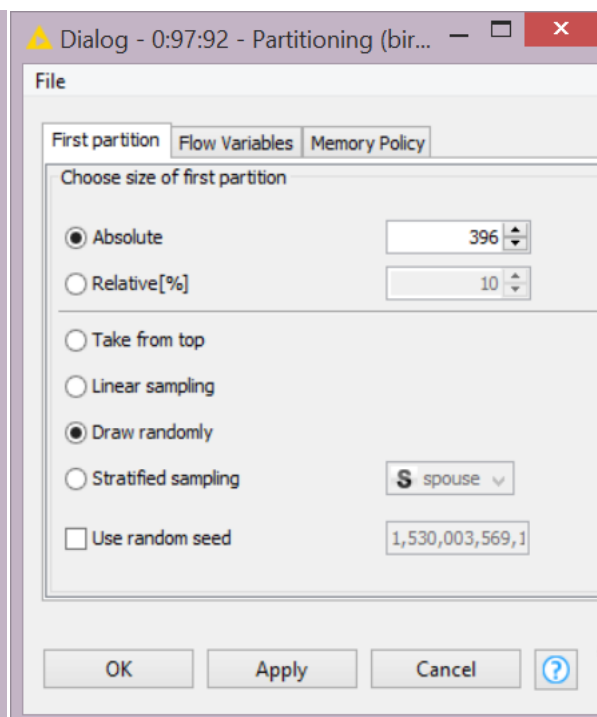 Dialog - 0:97:92 - Partitioning (bir...
File
First partition Flow Variables Memory Policy
Choose size of first partition
Absolute 396
Relative[%] 10
Take from top
Linear sampling
Draw randomly
Stratified sampling S spouse
Use random seed 1,530,003,569,1
OK Apply Cancel ?